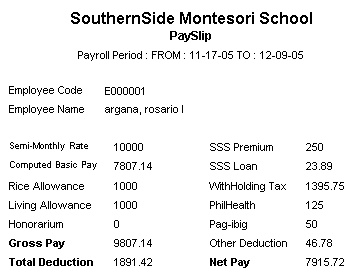 SouthernSide Montesori School
PaySlip
Payroll Period : FROM : 11-17-05 TO : 12-09-05
Employee Code E000001
Employee Name argana, rosario l
Semi-Monthly Rate 10000 SSS Premium 250
Computed Basic Pay 7807.14 SSS Loan 23.89
Rice Allowance 1000 WithHolding Tax 1395.75
Living Allowance 1000 PhilHealth 125
Honorarium 0 Pag-ibig 50
Gross Pay 9807.14 Other Deduction 46.78
Total Deduction 1891.42 Net Pay 7915.72